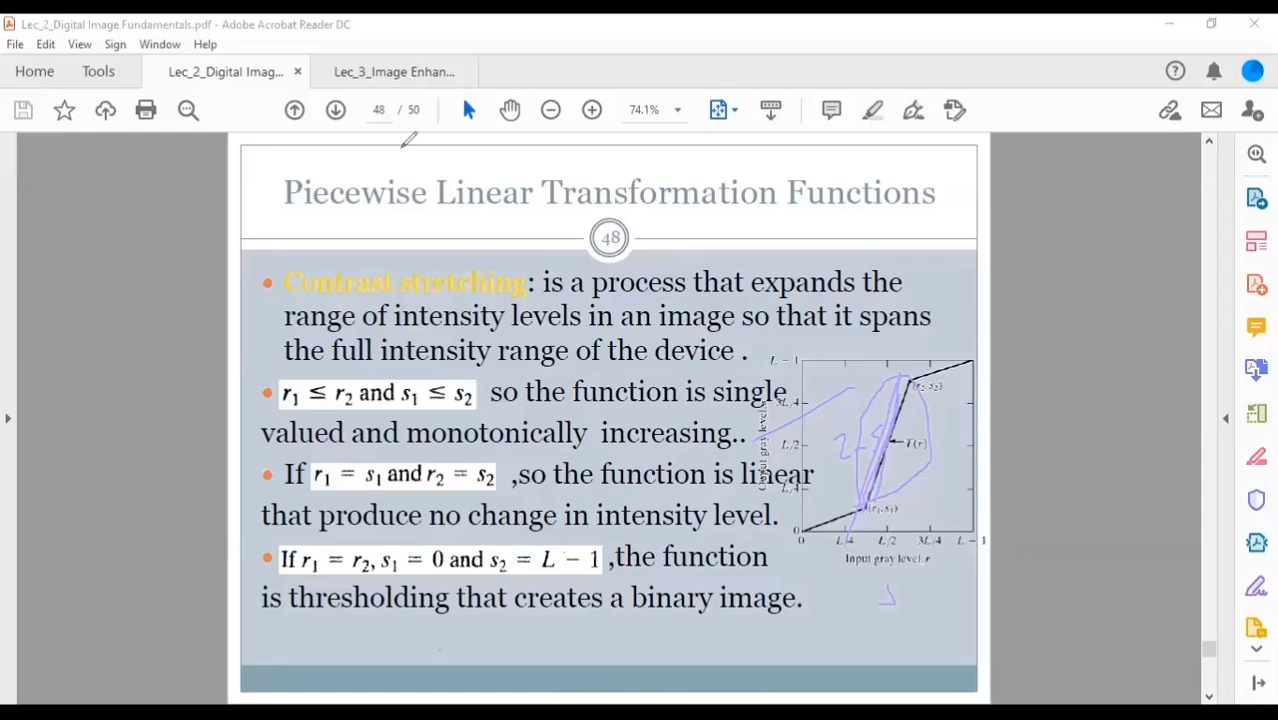 Lec_2_Digital Image Fundamentals.pdf - Adobe Acrobat Reader DC
File Edit View Sign Window Help
Home Tools Lec_2_Digital Imag... × Lec_3_Image Enhan...
48 / 50 74.1%
Piecewise Linear Transformation Functions
48
• Contrast stretching: is a process that expands the
range of intensity levels in an image so that it spans
the full intensity range of the device .
• r₁ ≤ r₂ and s₁ ≤ s₂ so the function is single
valued and monotonically increasing..
• If r₁ = s₁ and r₂ = s₂ ,so the function is linear
that produce no change in intensity level.
• If r₁ = r₂, s₁ = 0 and s₂ = L - 1 ,the function
is thresholding that creates a binary image.
L - 1
(r₂, s₂)
3L/4
L/2
T(r)
L/4
(r₁, s₁)
0
0 L/4 L/2 3L/4 L - 1
Output gray level, s
Input gray level, r